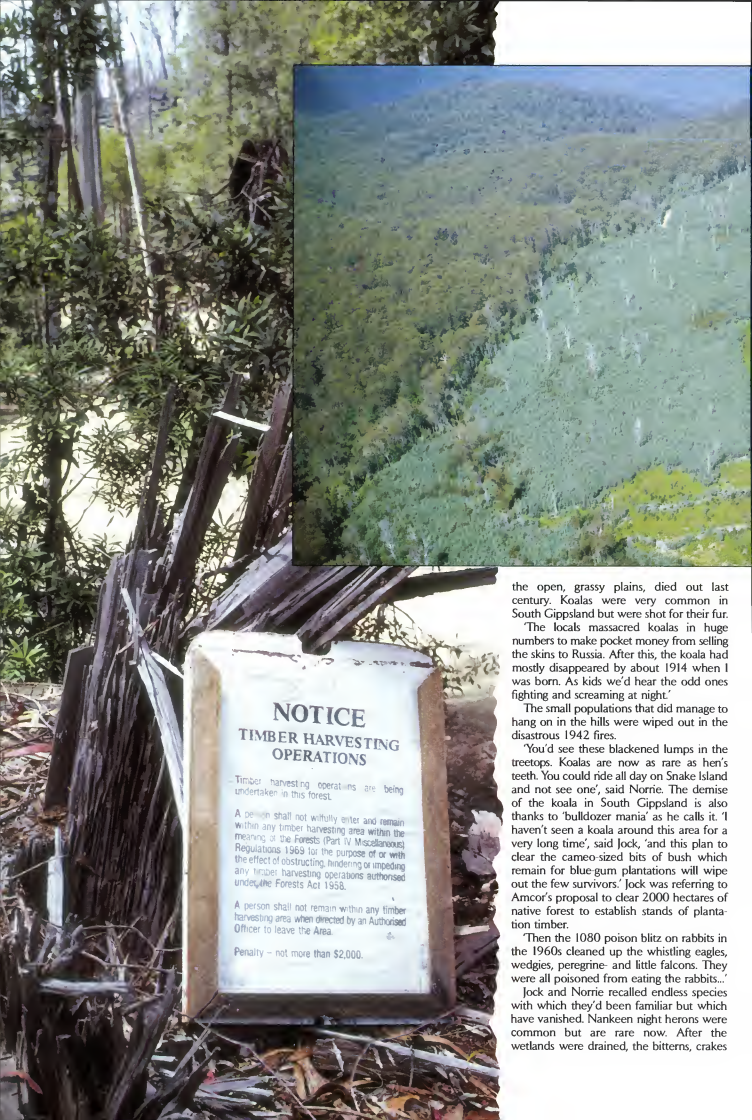 NOTICE
TIMBER HARVESTING
OPERATIONS
Timber harvesting operations are being
undertaken in this forest.
A person shall not wilfully enter and remain
within any timber harvesting area within the
meaning of the Forests (Part IV Miscellaneous)
Regulations 1969 for the purpose of or with
the effect of obstructing, hindering or impeding
any timber harvesting operations authorised
under the Forests Act 1958.
A person shall not remain within any timber
harvesting area when directed by an Authorised
Officer to leave the Area.
Penalty – not more than $2,000.
the open, grassy plains, died out last
century. Koalas were very common in
South Gippsland but were shot for their fur.
'The locals massacred koalas in huge
numbers to make pocket money from selling
the skins to Russia. After this, the koala had
mostly disappeared by about 1914 when I
was born. As kids we'd hear the odd ones
fighting and screaming at night.'
The small populations that did manage to
hang on in the hills were wiped out in the
disastrous 1942 fires.
'You'd see these blackened lumps in the
treetops. Koalas are now as rare as hen's
teeth. You could ride all day on Snake Island
and not see one', said Norrie. The demise
of the koala in South Gippsland is also
thanks to 'bulldozer mania' as he calls it. 'I
haven't seen a koala around this area for a
very long time', said Jock, 'and this plan to
clear the cameo-sized bits of bush which
remain for blue-gum plantations will wipe
out the few survivors.' Jock was referring to
Amcor's proposal to clear 2000 hectares of
native forest to establish stands of planta-
tion timber.
'Then the 1080 poison blitz on rabbits in
the 1960s cleaned up the whistling eagles,
wedgies, peregrine- and little falcons. They
were all poisoned from eating the rabbits...'
Jock and Norrie recalled endless species
with which they'd been familiar but which
have vanished. Nankeen night herons were
common but are rare now. After the
wetlands were drained, the bitterns, crakes